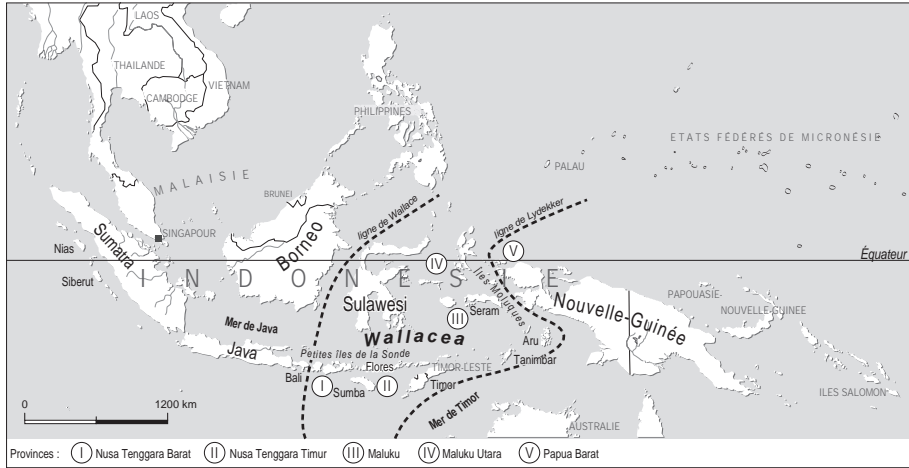 LAOS
THAILANDE
VIETNAM
CAMBODGE
PHILIPPINES
ETATS FÉDÉRÉS DE MICRONÉSIE
PALAU
MALAISIE
BRUNEI
ligne de Wallace
ligne de Lydekker
SINGAPOUR
Sumatra
Borneo
Nias
Équateur
IV
V
Siberut
INDONÉSIE
Iles Moluques
Sulawesi
Seram
III
Nouvelle-Guinée
PAPOUASIE-
NOUVELLE-GUINEE
Mer de Java
Wallacea
Java
Aru
Tanimbar
Petites îles de la Sonde
Flores
TIMOR-LESTE
Bali
I
Sumba
II
Timor
Mer de Timor
ILES SALOMON
AUSTRALIE
0 1200 km
Provinces : I Nusa Tenggara Barat II Nusa Tenggara Timur III Maluku IV Maluku Utara V Papua Barat